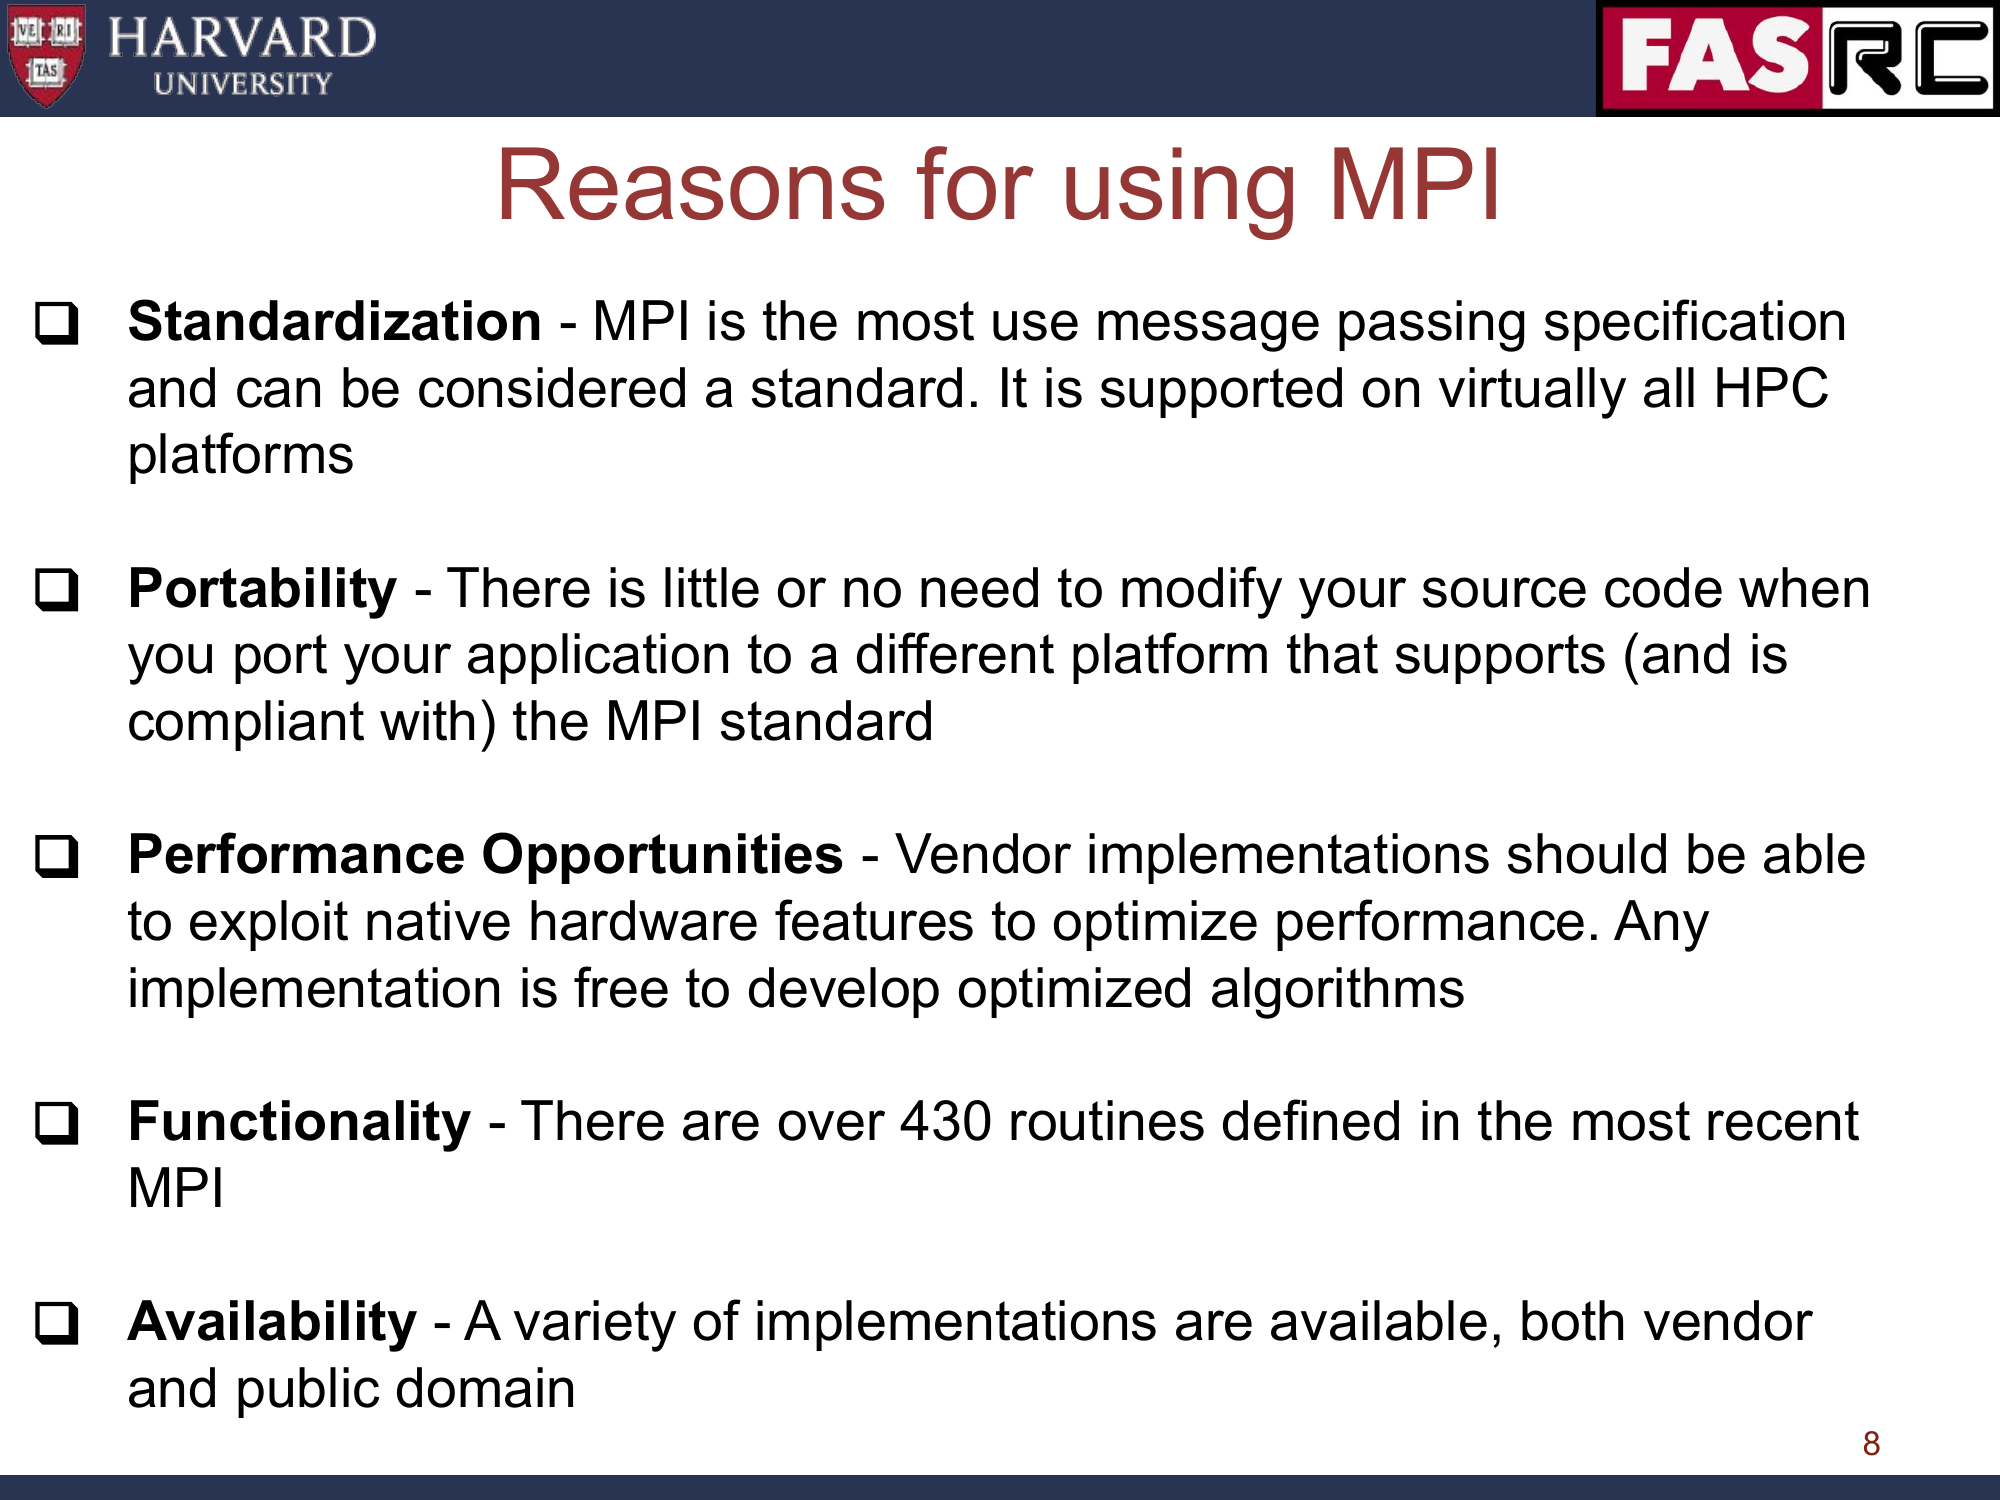 VE RI
TAS
HARVARD
UNIVERSITY
FASRC
Reasons for using MPI
Standardization - MPI is the most use message passing specification
and can be considered a standard. It is supported on virtually all HPC
platforms
Portability - There is little or no need to modify your source code when
you port your application to a different platform that supports (and is
compliant with) the MPI standard
Performance Opportunities - Vendor implementations should be able
to exploit native hardware features to optimize performance. Any
implementation is free to develop optimized algorithms
Functionality - There are over 430 routines defined in the most recent
MPI
Availability - A variety of implementations are available, both vendor
and public domain
8